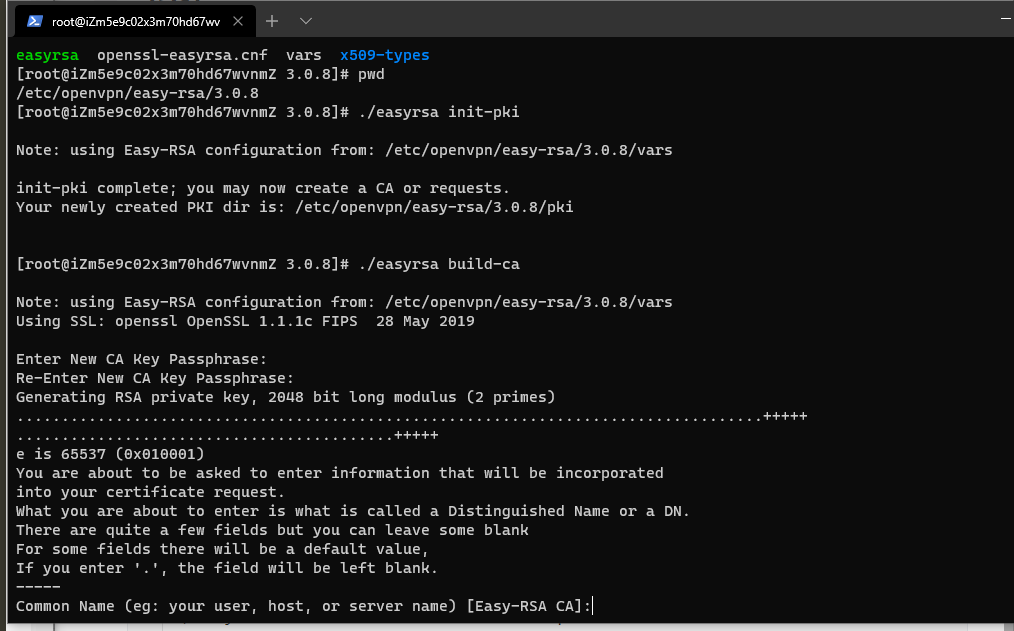 root@iZm5e9c02x3m70hd67wv
easyrsa  openssl-easyrsa.cnf  vars  x509-types
[root@iZm5e9c02x3m70hd67wvnmZ 3.0.8]# pwd
/etc/openvpn/easy-rsa/3.0.8
[root@iZm5e9c02x3m70hd67wvnmZ 3.0.8]# ./easyrsa init-pki
Note: using Easy-RSA configuration from: /etc/openvpn/easy-rsa/3.0.8/vars
init-pki complete; you may now create a CA or requests.
Your newly created PKI dir is: /etc/openvpn/easy-rsa/3.0.8/pki
[root@iZm5e9c02x3m70hd67wvnmZ 3.0.8]# ./easyrsa build-ca
Note: using Easy-RSA configuration from: /etc/openvpn/easy-rsa/3.0.8/vars
Using SSL: openssl OpenSSL 1.1.1c FIPS  28 May 2019
Enter New CA Key Passphrase:
Re-Enter New CA Key Passphrase:
Generating RSA private key, 2048 bit long modulus (2 primes)
...................................................................................+++++
..........................................+++++
e is 65537 (0x010001)
You are about to be asked to enter information that will be incorporated
into your certificate request.
What you are about to enter is what is called a Distinguished Name or a DN.
There are quite a few fields but you can leave some blank
For some fields there will be a default value,
If you enter '.', the field will be left blank.
-----
Common Name (eg: your user, host, or server name) [Easy-RSA CA]: